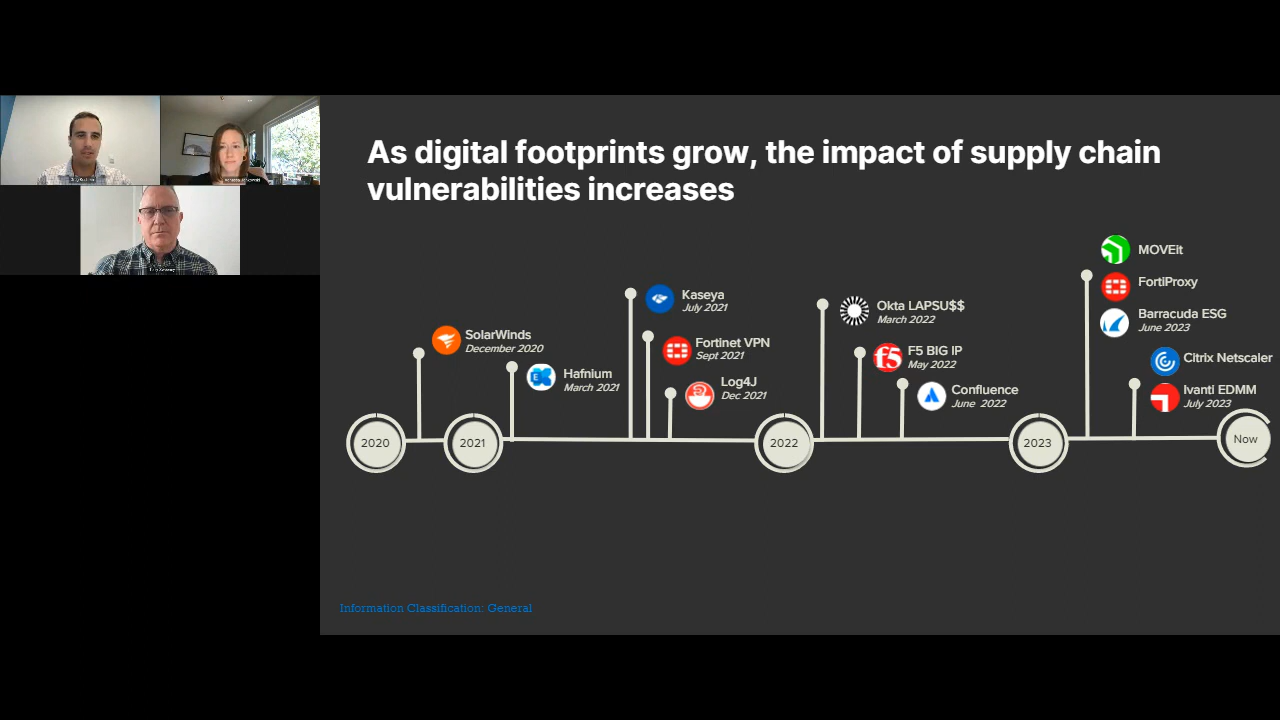 As digital footprints grow, the impact of supply chain
vulnerabilities increases
MOVEit
FortiProxy
Barracuda ESG
June 2023
Citrix Netscaler
Ivanti EDMM
July 2023
Kaseya
July 2021
Fortinet VPN
Sept 2021
Log4J
Dec 2021
Okta LAPSU$$
March 2022
F5 BIG IP
May 2022
Confluence
June 2022
SolarWinds
December 2020
Hafnium
March 2021
2020
2021
2022
2023
Now
Information Classification: General